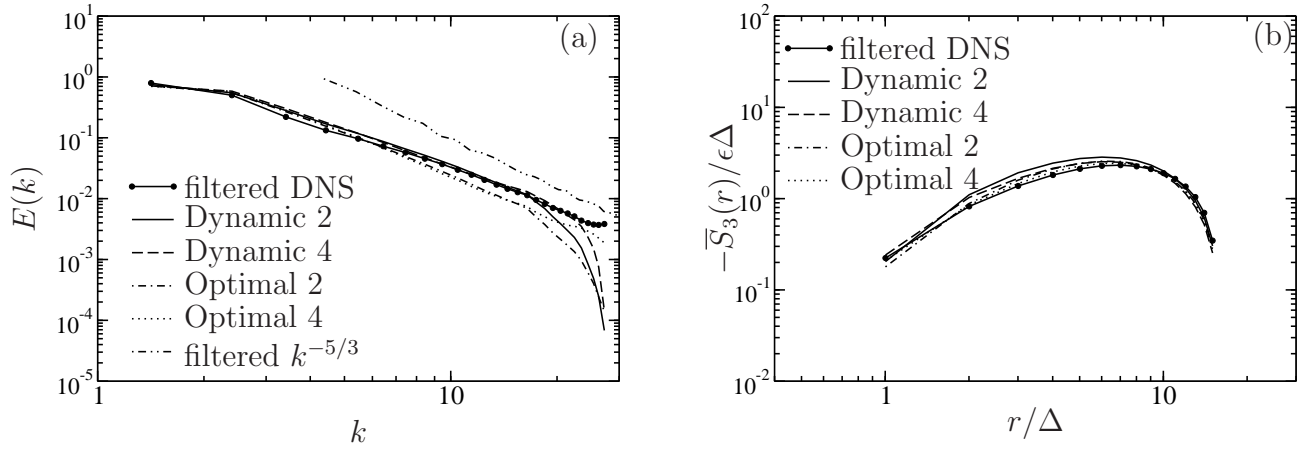 (a)
10^1
10^0
10^-1
10^-2
10^-3
10^-4
10^-5
E(k)
filtered DNS
Dynamic 2
Dynamic 4
Optimal 2
Optimal 4
filtered k^{-5/3}
1
10
k
(b)
10^2
10^1
10^0
10^-1
10^-2
−S̅_3(r)/ϵΔ
filtered DNS
Dynamic 2
Dynamic 4
Optimal 2
Optimal 4
1
10
r/Δ